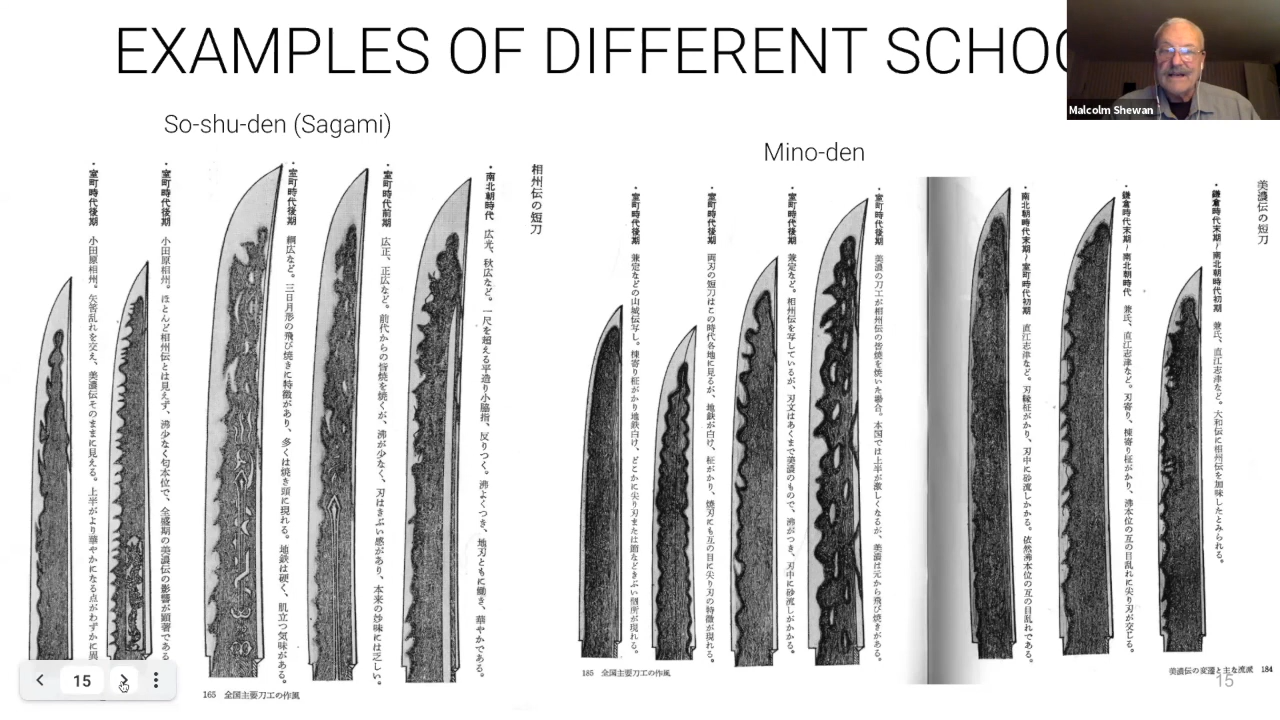 EXAMPLES OF DIFFERENT SCHOO
Malcolm Shewan
So-shu-den (Sagami)
Mino-den
相州伝の短刀
・南北朝時代 広光、秋広など。一尺を超える平造り小脇指、反りつく。沸よくつき、地刃ともに働き、華やかである。
・室町時代前期 広正、正広など。前代からの皆焼を焼くが、沸が少なく、刃はきぶい感があり、本来の妙味には乏しい。
・室町時代後期 綱広など。三日月形の飛び焼きに特徴があり、多くは焼き頭に現れる。地鉄は硬く、肌立つ気味がある。
・室町時代後期 小田原相州。ほとんど相州伝とは見えず、沸少なく匂本位で、全盛期の美濃伝の影響が顕著である
・室町時代後期 小田原相州。矢筈乱れを交え、美濃伝そのままに見える。上半がより華やかになる点がわずかに異
165 全国主要刀工の作風
美濃伝の短刀
・鎌倉時代末期/南北朝時代初期 兼氏、直江志津など。大和伝に相州伝を加味したとみられる。
・鎌倉時代末期/南北朝時代 兼氏、直江志津など。刃寄り、棟寄り柾がかり、沸本位の互の目乱れに尖り刃が交じる。
・南北朝時代末期/室町時代初期 直江志津など。刃縁柾がかり、刃中に砂流しかかる。依然沸本位の互の目乱れである。
・室町時代後期 美濃の刀工が相州伝の皆焼を焼いた場合。本国では上半が激しくなるが、美濃は元から飛び焼きがある。
・室町時代後期 兼定など。相州伝を写しているが、刃文はあくまで美濃のもので、沸がつき、刃中に砂流しがかかる。
・室町時代後期 両刃の短刀はこの時代各地に見るが、地鉄が白け、柾がかり、焼刃にも互の目に尖り刃の特徴が現れる。
・室町時代後期 兼定などの山城伝写し。棟寄り柾がかり地鉄白け、どこかに尖り刃または節などきぶい個所が現れる。
185 全国主要刀工の作風
美濃伝の変遷と主な流派 184
15
15